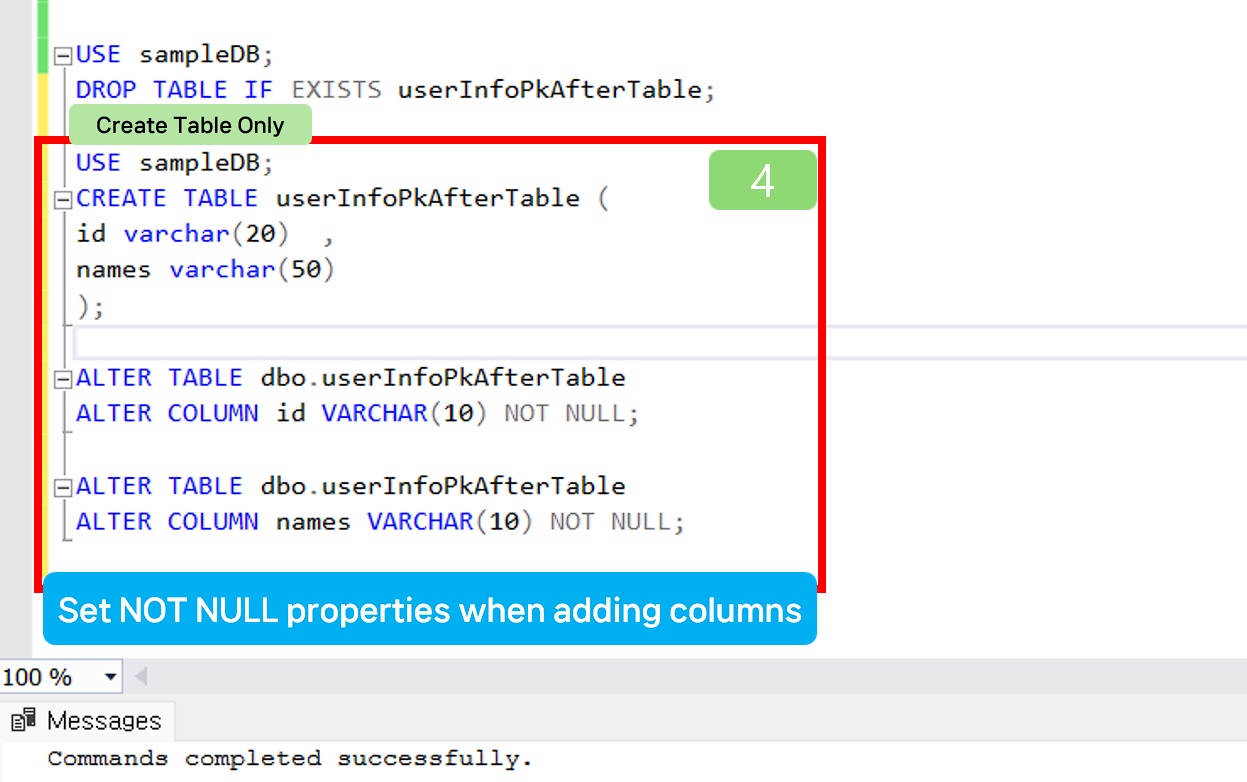 USE sampleDB;
DROP TABLE IF EXISTS userInfoPkAfterTable;
Create Table Only
USE sampleDB;
4
CREATE TABLE userInfoPkAfterTable (
id varchar(20)  ,
names varchar(50)
);
ALTER TABLE dbo.userInfoPkAfterTable
ALTER COLUMN id VARCHAR(10) NOT NULL;
ALTER TABLE dbo.userInfoPkAfterTable
ALTER COLUMN names VARCHAR(10) NOT NULL;
Set NOT NULL properties when adding columns
100 %
Messages
Commands completed successfully.